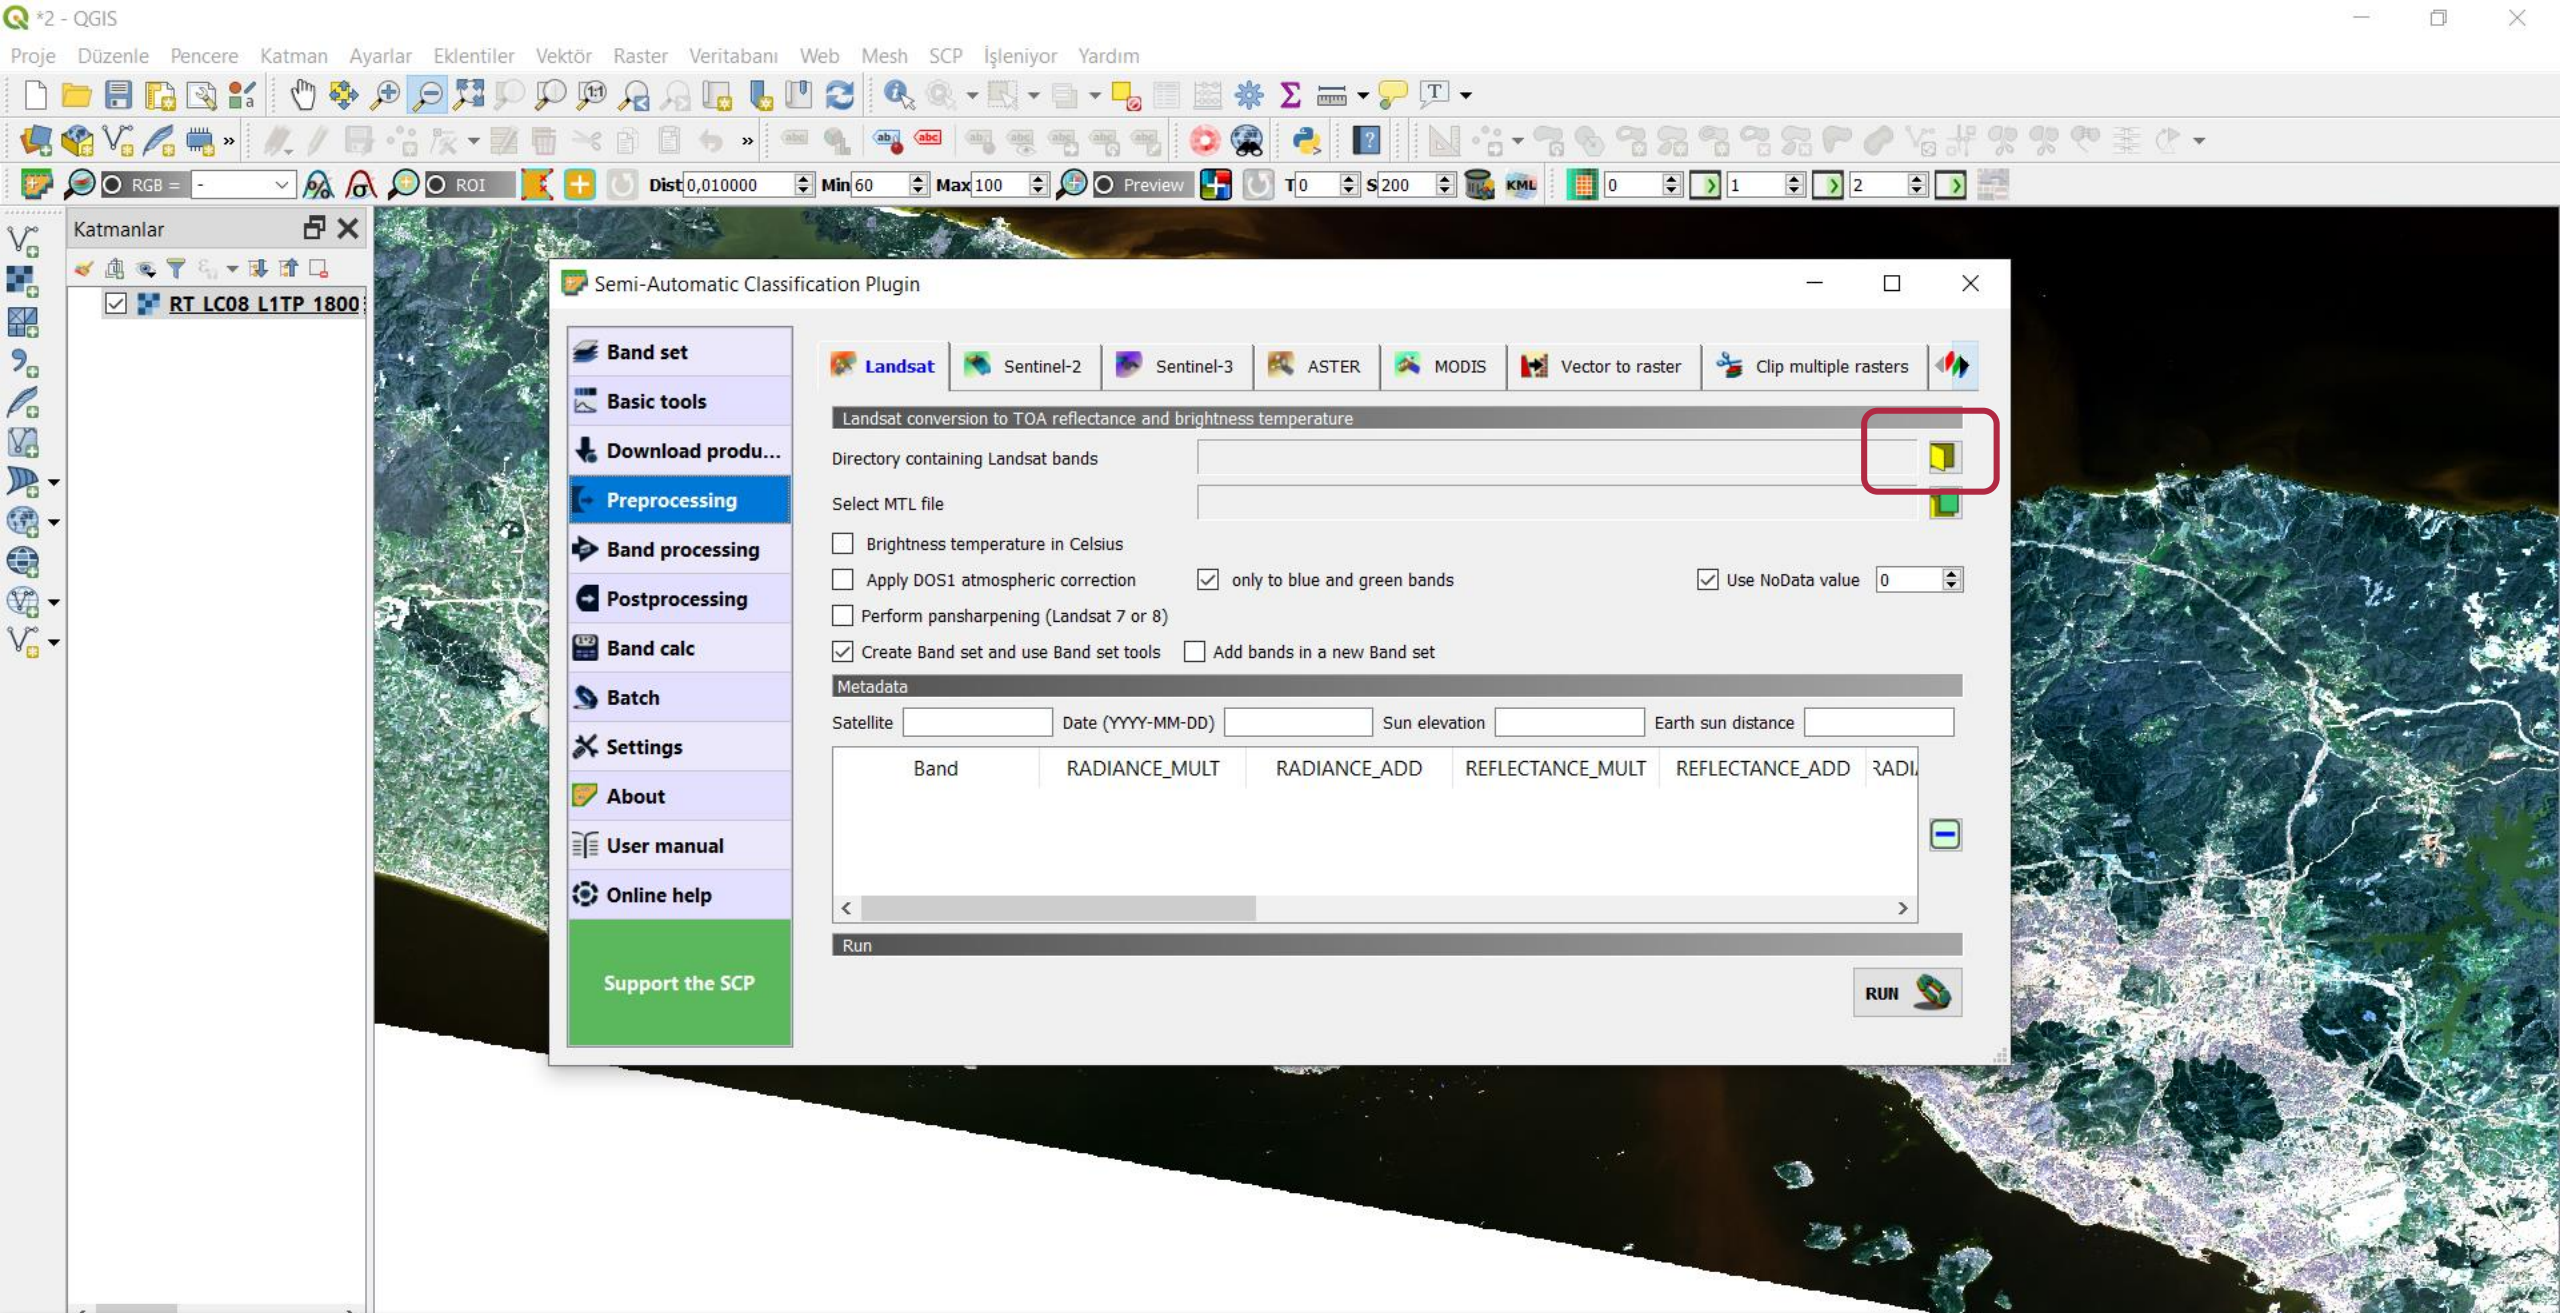 *2 - QGIS
Proje Düzenle Pencere Katman Ayarlar Eklentiler Vektör Raster Veritabanı Web Mesh SCP İşleniyor Yardım
RGB = - ROI Dist 0,010000 Min 60 Max 100 Preview T 0 S 200 KML 0 1 2
Katmanlar
RT_LC08_L1TP_1800
Semi-Automatic Classification Plugin
Band set
Basic tools
Download produ...
Preprocessing
Band processing
Postprocessing
Band calc
Batch
Settings
About
User manual
Online help
Support the SCP
Landsat Sentinel-2 Sentinel-3 ASTER MODIS Vector to raster Clip multiple rasters
Landsat conversion to TOA reflectance and brightness temperature
Directory containing Landsat bands
Select MTL file
Brightness temperature in Celsius
Apply DOS1 atmospheric correction only to blue and green bands Use NoData value 0
Perform pansharpening (Landsat 7 or 8)
Create Band set and use Band set tools Add bands in a new Band set
Metadata
Satellite Date (YYYY-MM-DD) Sun elevation Earth sun distance
Band RADIANCE_MULT RADIANCE_ADD REFLECTANCE_MULT REFLECTANCE_ADD
Run
RUN